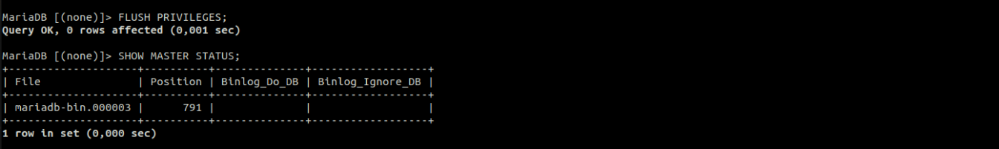 MariaDB [(none)]> FLUSH PRIVILEGES;
Query OK, 0 rows affected (0,001 sec)
MariaDB [(none)]> SHOW MASTER STATUS;
+--------------------+----------+--------------+------------------+
| File               | Position | Binlog_Do_DB | Binlog_Ignore_DB |
+--------------------+----------+--------------+------------------+
| mariadb-bin.000003 |      791 |              |                  |
+--------------------+----------+--------------+------------------+
1 row in set (0,000 sec)